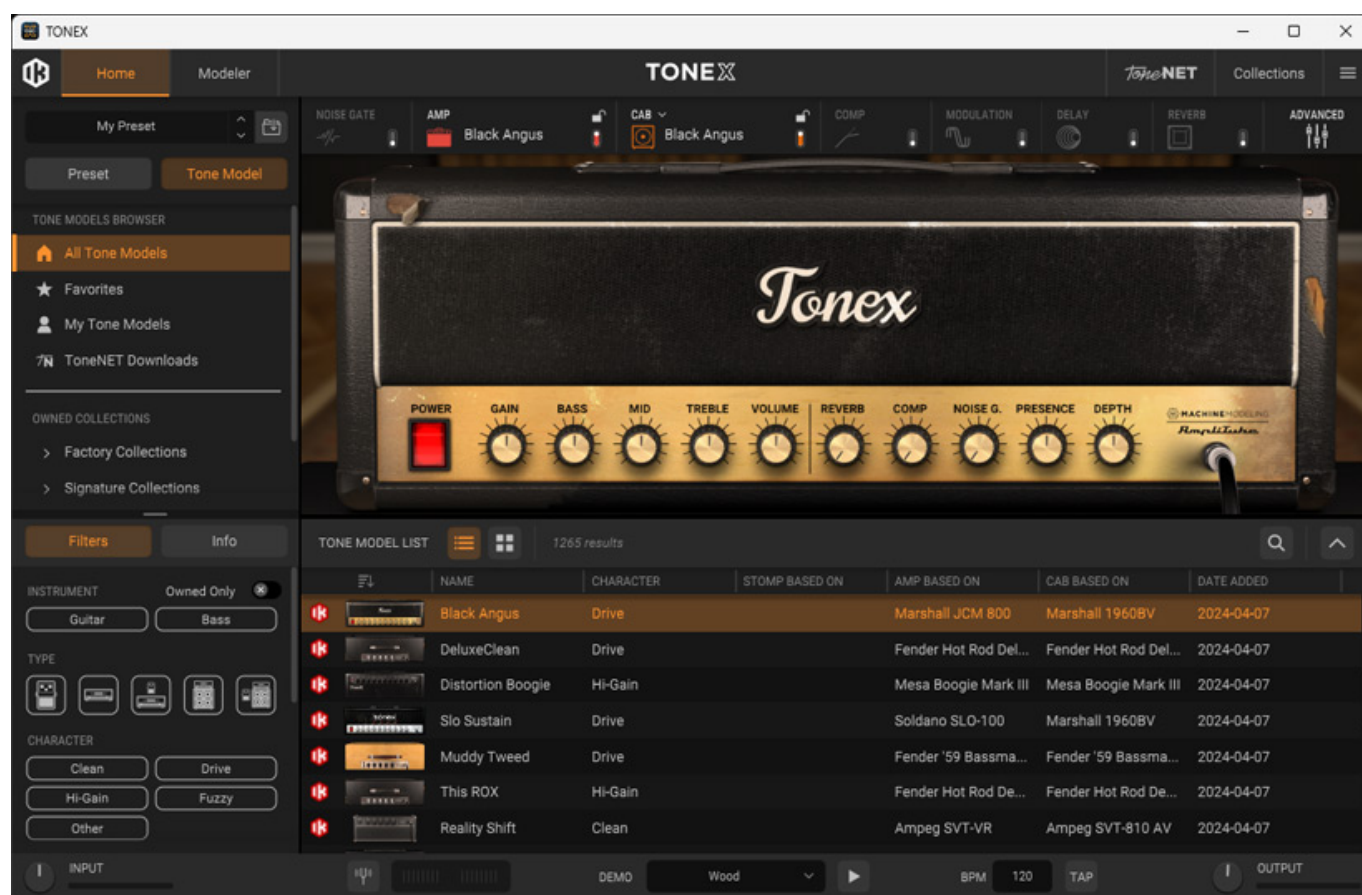 TONEX
Home
Modeler
TONEX
ToneNET
Collections
My Preset
NOISE GATE
AMP
Black Angus
CAB
Black Angus
COMP
MODULATION
DELAY
REVERB
ADVANCED
Preset
Tone Model
TONE MODELS BROWSER
All Tone Models
Favorites
My Tone Models
ToneNET Downloads
OWNED COLLECTIONS
Factory Collections
Signature Collections
Tonex
POWER GAIN BASS MID TREBLE VOLUME REVERB COMP NOISE G. PRESENCE DEPTH
MACHINE MODELING
AmpliTube
Filters
Info
INSTRUMENT
Owned Only
Guitar
Bass
TYPE
CHARACTER
Clean
Drive
Hi-Gain
Fuzzy
Other
TONE MODEL LIST
1265 results
NAME CHARACTER STOMP BASED ON AMP BASED ON CAB BASED ON DATE ADDED
Black Angus Drive Marshall JCM 800 Marshall 1960BV 2024-04-07
DeluxeClean Drive Fender Hot Rod Del... Fender Hot Rod Del... 2024-04-07
Distortion Boogie Hi-Gain Mesa Boogie Mark III Mesa Boogie Mark III 2024-04-07
Slo Sustain Drive Soldano SLO-100 Marshall 1960BV 2024-04-07
Muddy Tweed Drive Fender '59 Bassma... Fender '59 Bassma... 2024-04-07
This ROX Hi-Gain Fender Hot Rod De... Fender Hot Rod De... 2024-04-07
Reality Shift Clean Ampeg SVT-VR Ampeg SVT-810 AV 2024-04-07
INPUT
DEMO
Wood
BPM
120
TAP
OUTPUT